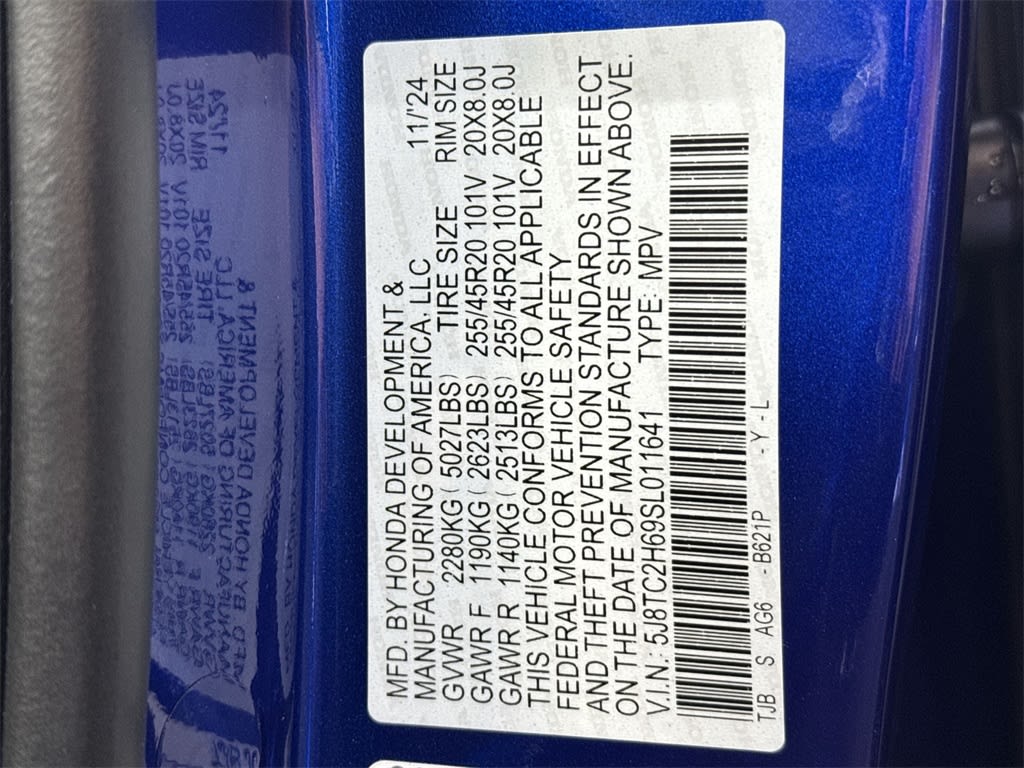 MFD. BY HONDA DEVELOPMENT & 11/'24
MANUFACTURING OF AMERICA, LLC
GVWR 2280KG ( 5027LBS) TIRE SIZE RIM SIZE
GAWR F 1190KG ( 2623LBS) 255/45R20 101V 20X8.0J
GAWR R 1140KG ( 2513LBS) 255/45R20 101V 20X8.0J
THIS VEHICLE CONFORMS TO ALL APPLICABLE
FEDERAL MOTOR VEHICLE SAFETY
AND THEFT PREVENTION STANDARDS IN EFFECT
ON THE DATE OF MANUFACTURE SHOWN ABOVE.
V.I.N: 5J8TC2H69SL011641 TYPE: MPV
TJB S AG6 -B621P -Y-L